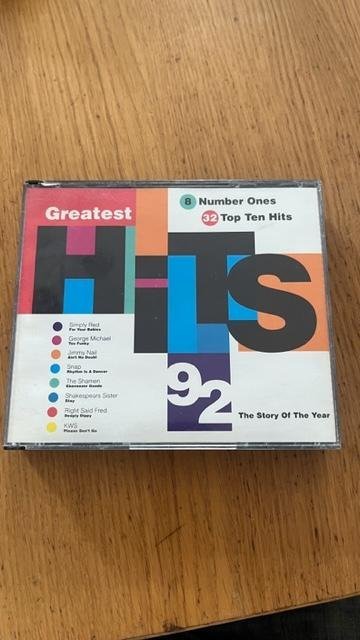 8 Number Ones
32 Top Ten Hits
Greatest
HiTS
92
The Story Of The Year
Simply Red
For Your Babies
George Michael
Too Funky
Jimmy Nail
Ain't No Doubt
Snap
Rhythm Is A Dancer
The Shamen
Ebeneezer Goode
Shakespears Sister
Stay
Right Said Fred
Deeply Dippy
KWS
Please Don't Go